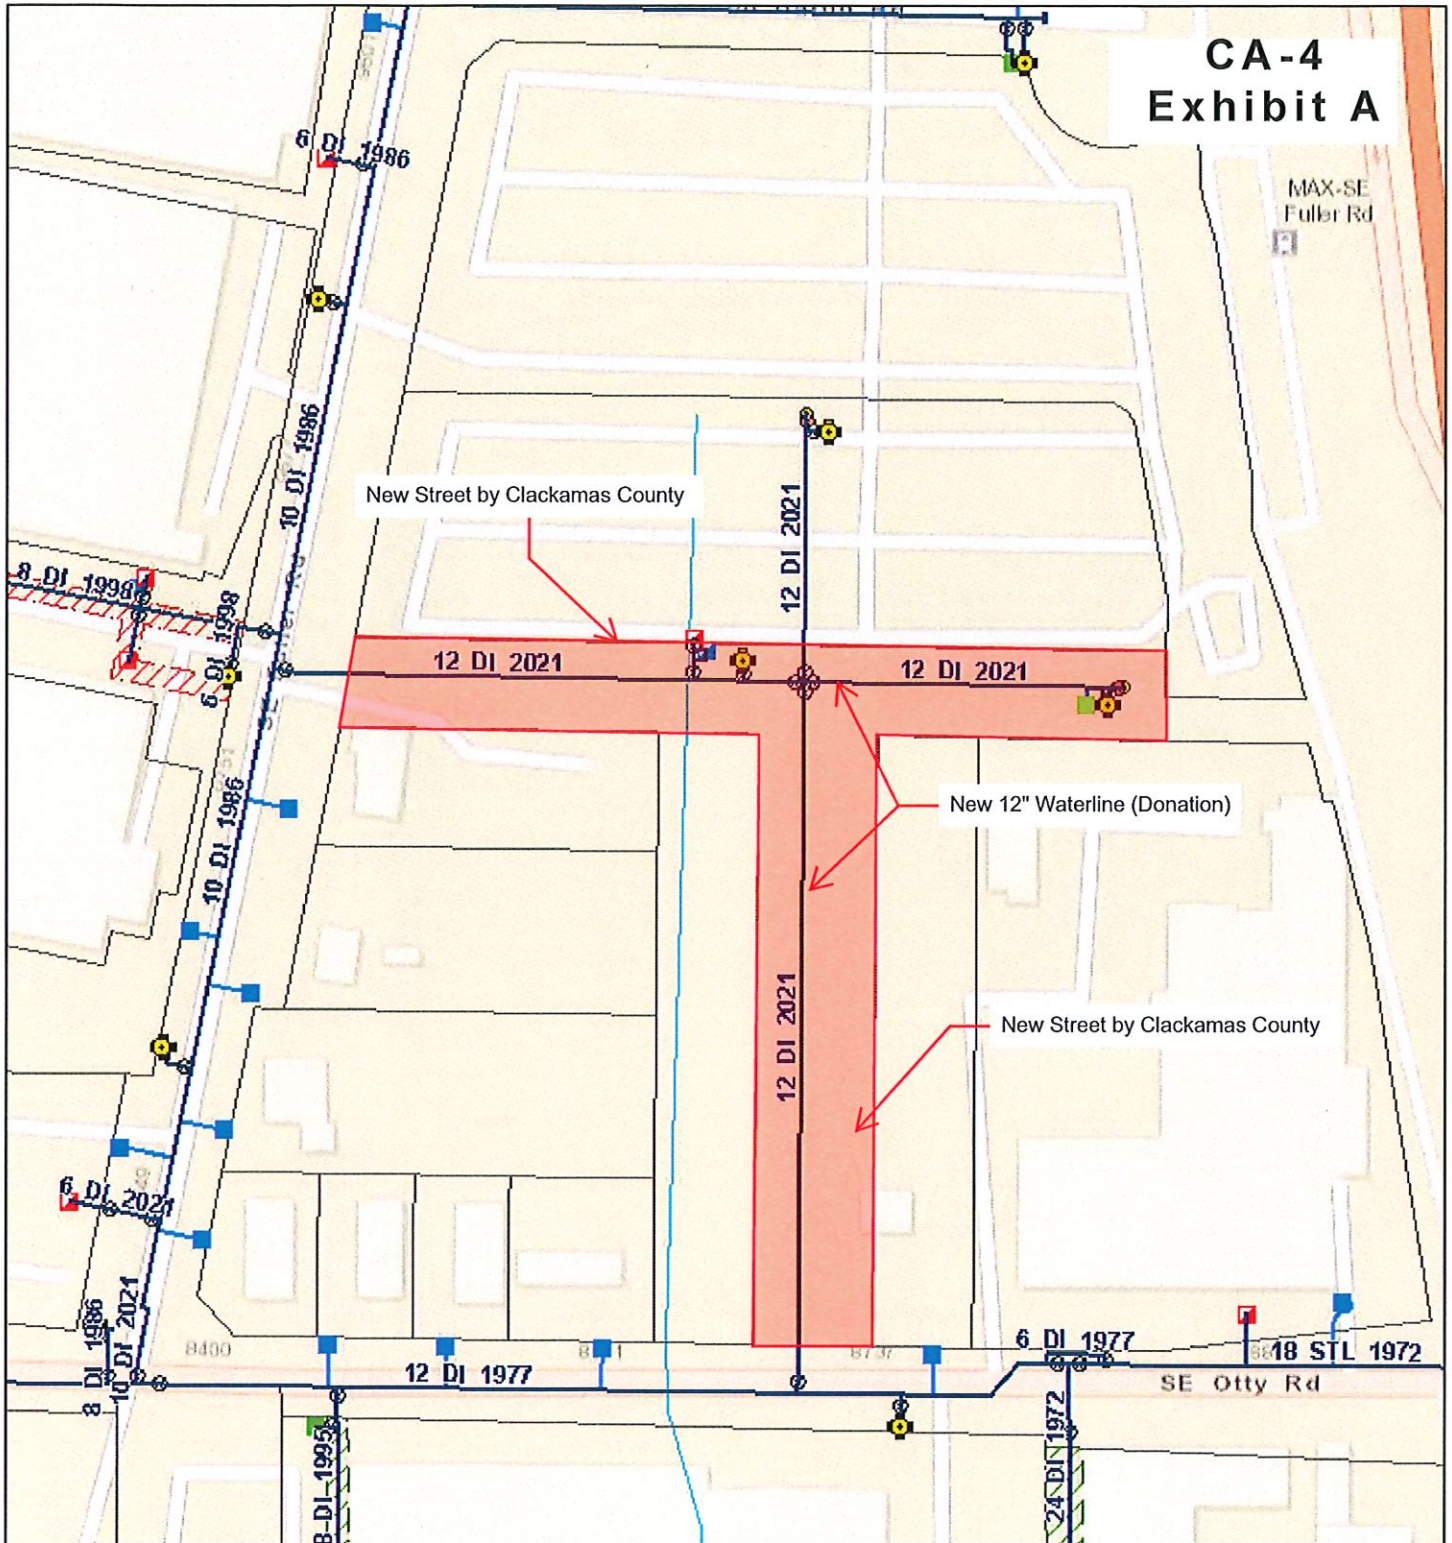 CA-4
Exhibit A
6 DI 1986
MAX-SE
Fuller Rd
10 DI 1986
New Street by Clackamas County
12 DI 2021
8 DI 1998
6 DI 1998
12 DI 2021
12 DI 2021
10 DI 1986
New 12" Waterline (Donation)
12 DI 2021
New Street by Clackamas County
6 DI 2021
10 DI 2021
8 DI 1986
8400
12 DI 1977
6 DI 1977
18 STL 1972
SE Otty Rd
8 DI 1995
24 DI 1972